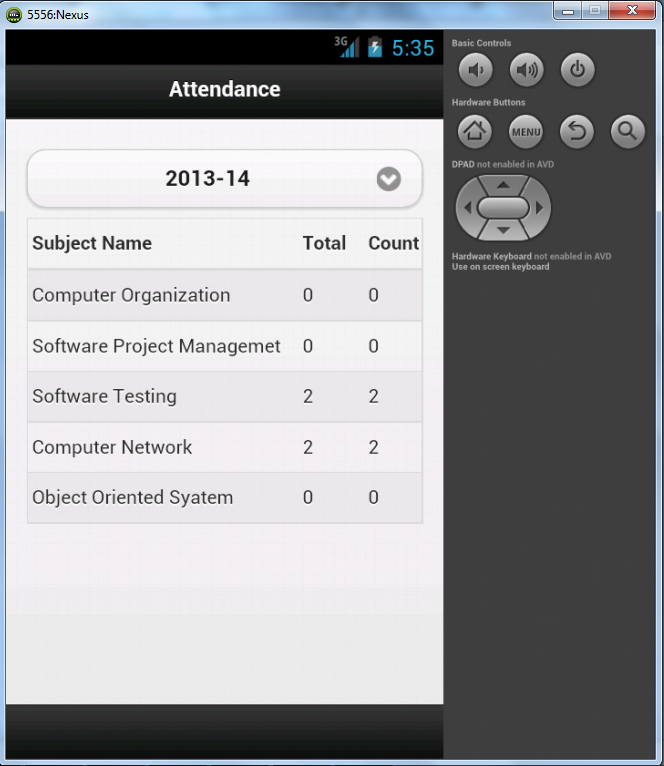 5556:Nexus
3G 5:35
Attendance
2013-14
Subject Name Total Count
Computer Organization 0 0
Software Project Managemet 0 0
Software Testing 2 2
Computer Network 2 2
Object Oriented Syatem 0 0
Basic Controls
Hardware Buttons
MENU
DPAD not enabled in AVD
Hardware Keyboard not enabled in AVD
Use on screen keyboard